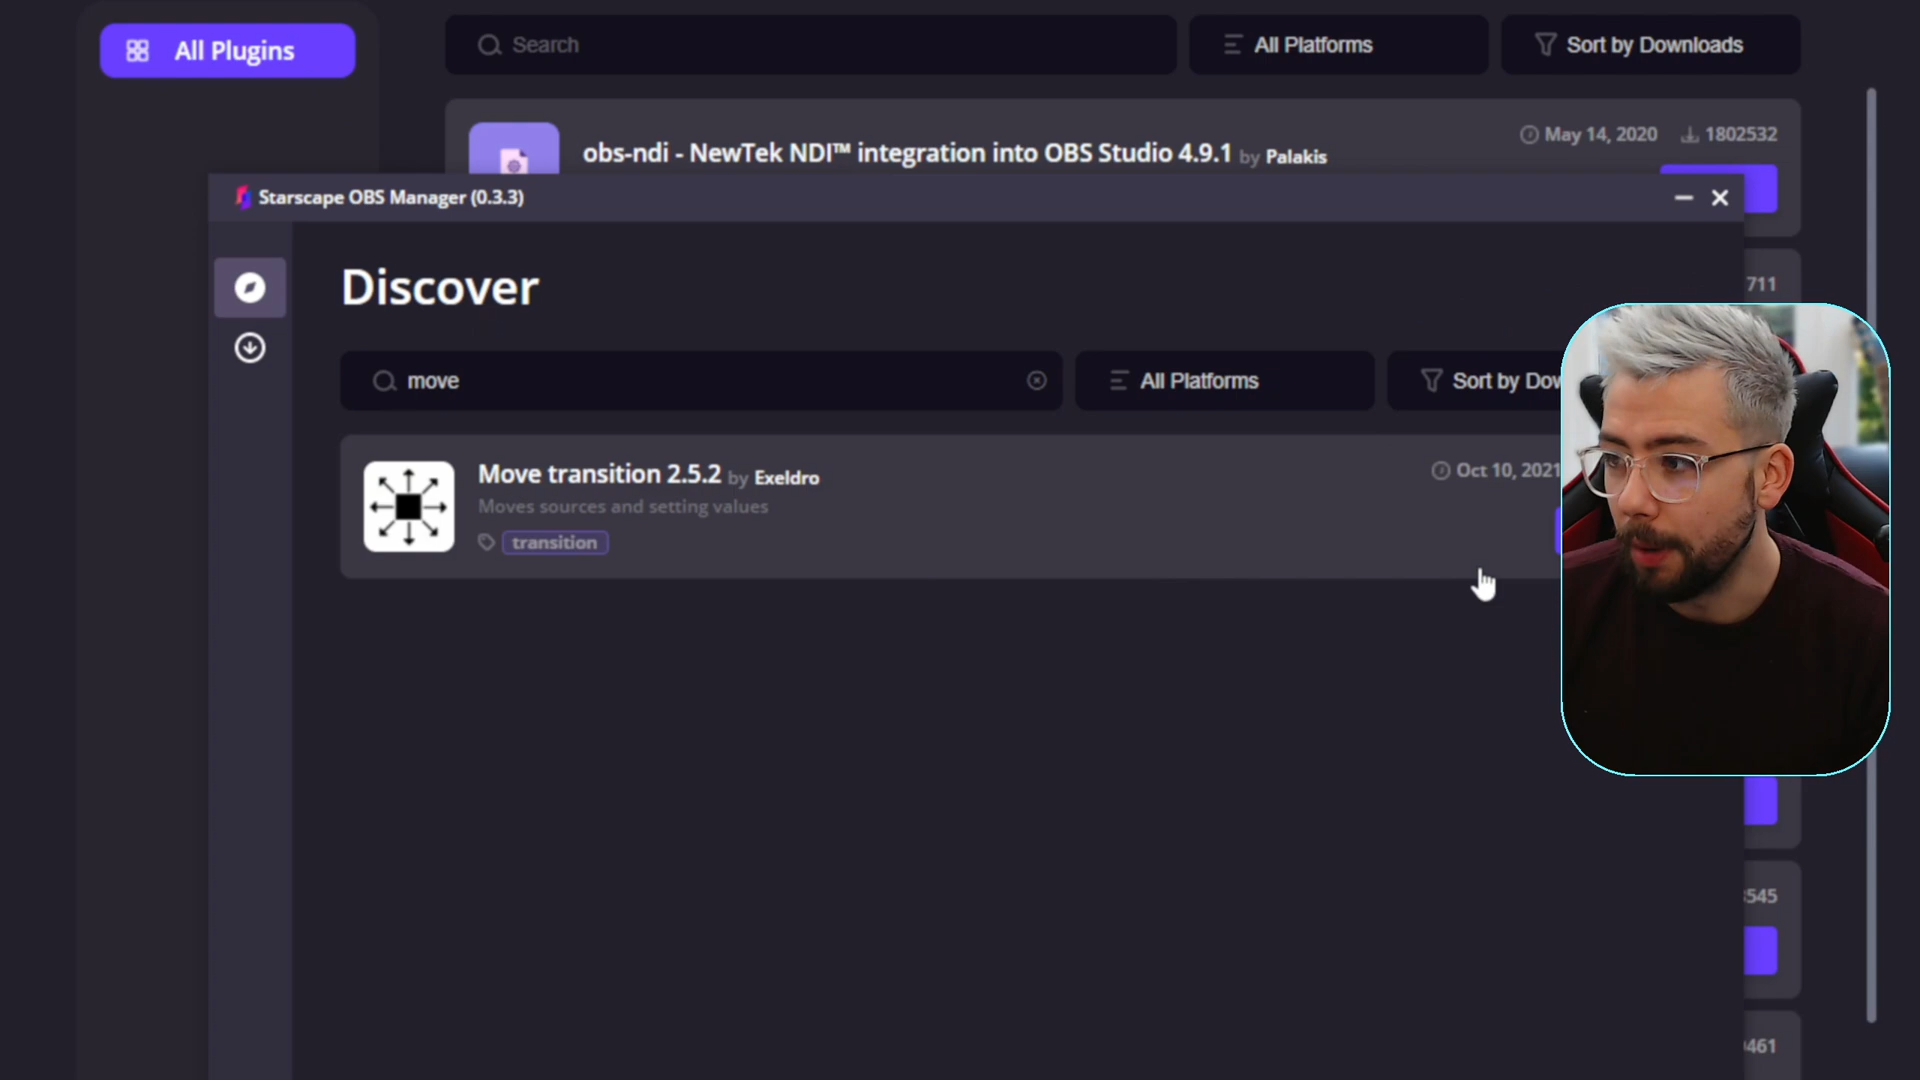 All Plugins
Search
All Platforms
Sort by Downloads
obs-ndi - NewTek NDI™ integration into OBS Studio 4.9.1 by Palakis
May 14, 2020
1802532
Starscape OBS Manager (0.3.3)
711
Discover
move
All Platforms
Sort by Dow
Move transition 2.5.2 by Exeldro
Oct 10, 2021
Moves sources and setting values
transition
545
461